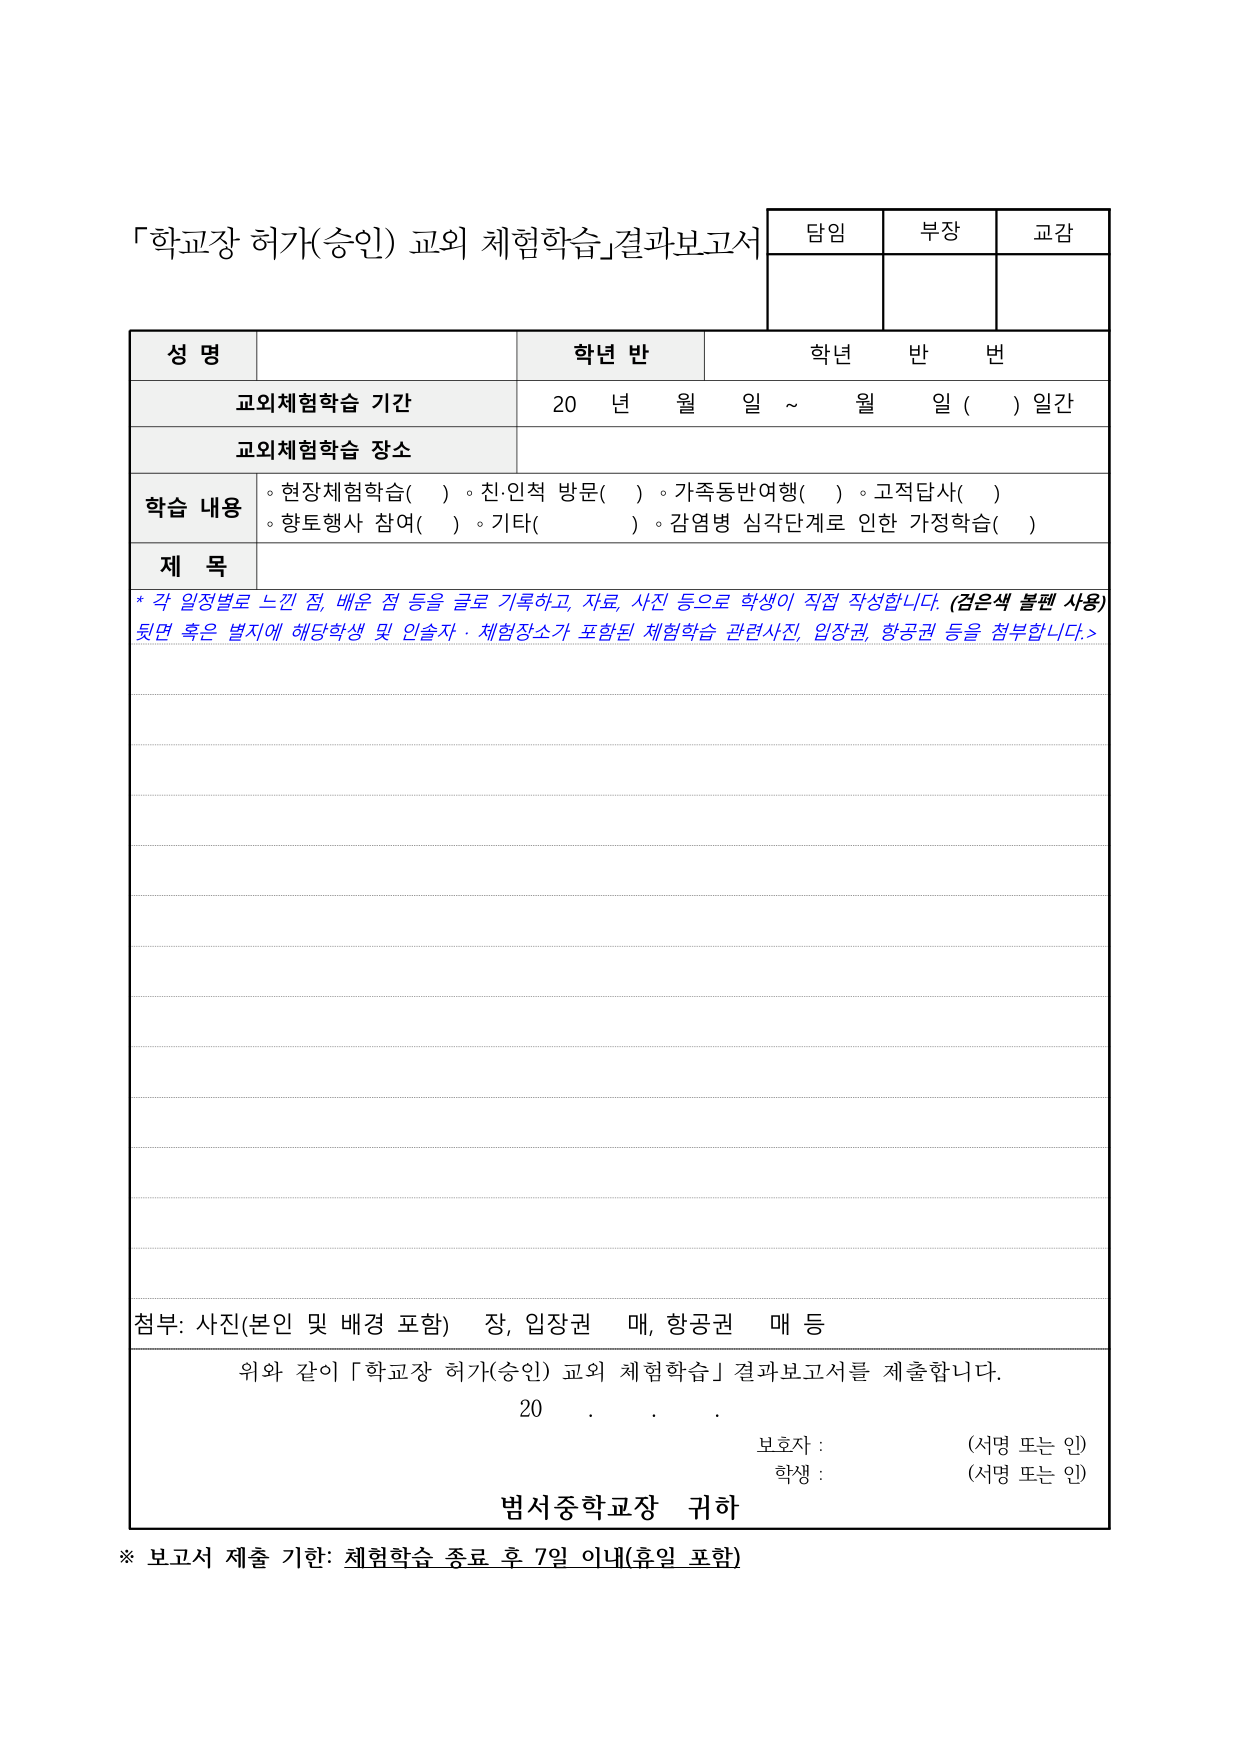 「학교장 허가(승인) 교외 체험학습」결과보고서
담임 부장 교감
성 명 학년 반 학년 반 번
교외체험학습 기간 20 년 월 일 ~ 월 일 ( ) 일간
교외체험학습 장소
학습 내용
◦ 현장체험학습( ) ◦ 친·인척 방문( ) ◦ 가족동반여행( ) ◦ 고적답사( )
◦ 향토행사 참여( ) ◦ 기타( ) ◦ 감염병 심각단계로 인한 가정학습( )
제 목
* 각 일정별로 느낀 점, 배운 점 등을 글로 기록하고, 자료, 사진 등으로 학생이 직접 작성합니다. (검은색 볼펜 사용)
뒷면 혹은 별지에 해당학생 및 인솔자 · 체험장소가 포함된 체험학습 관련사진, 입장권, 항공권 등을 첨부합니다.>
첨부: 사진(본인 및 배경 포함) 장, 입장권 매, 항공권 매 등
위와 같이「학교장 허가(승인) 교외 체험학습」결과보고서를 제출합니다.
20 . . .
보호자 : (서명 또는 인)
학생 : (서명 또는 인)
범서중학교장 귀하
※ 보고서 제출 기한: 체험학습 종료 후 7일 이내(휴일 포함)